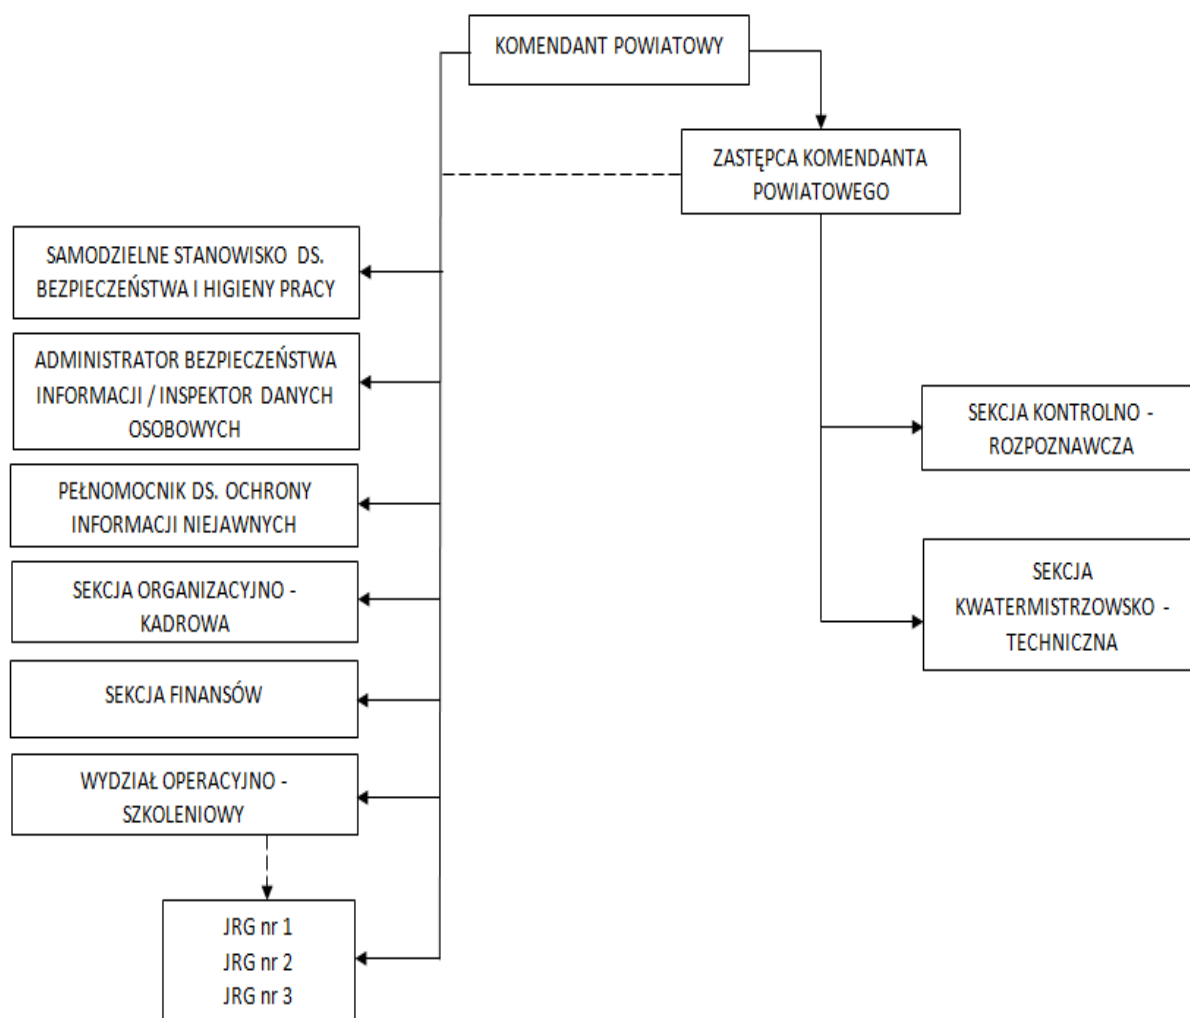 KOMENDANT POWIATOWY
ZASTĘPCA KOMENDANTA
POWIATOWEGO
SAMODZIELNE STANOWISKO DS.
BEZPIECZEŃSTWA I HIGIENY PRACY
ADMINISTRATOR BEZPIECZEŃSTWA
INFORMACJI / INSPEKTOR DANYCH
OSOBOWYCH
PEŁNOMOCNIK DS. OCHRONY
INFORMACJI NIEJAWNYCH
SEKCJA ORGANIZACYJNO -
KADROWA
SEKCJA FINANSÓW
WYDZIAŁ OPERACYJNO -
SZKOLENIOWY
JRG nr 1
JRG nr 2
JRG nr 3
SEKCJA KONTROLNO -
ROZPOZNAWCZA
SEKCJA
KWATERMISTRZOWSKO -
TECHNICZNA